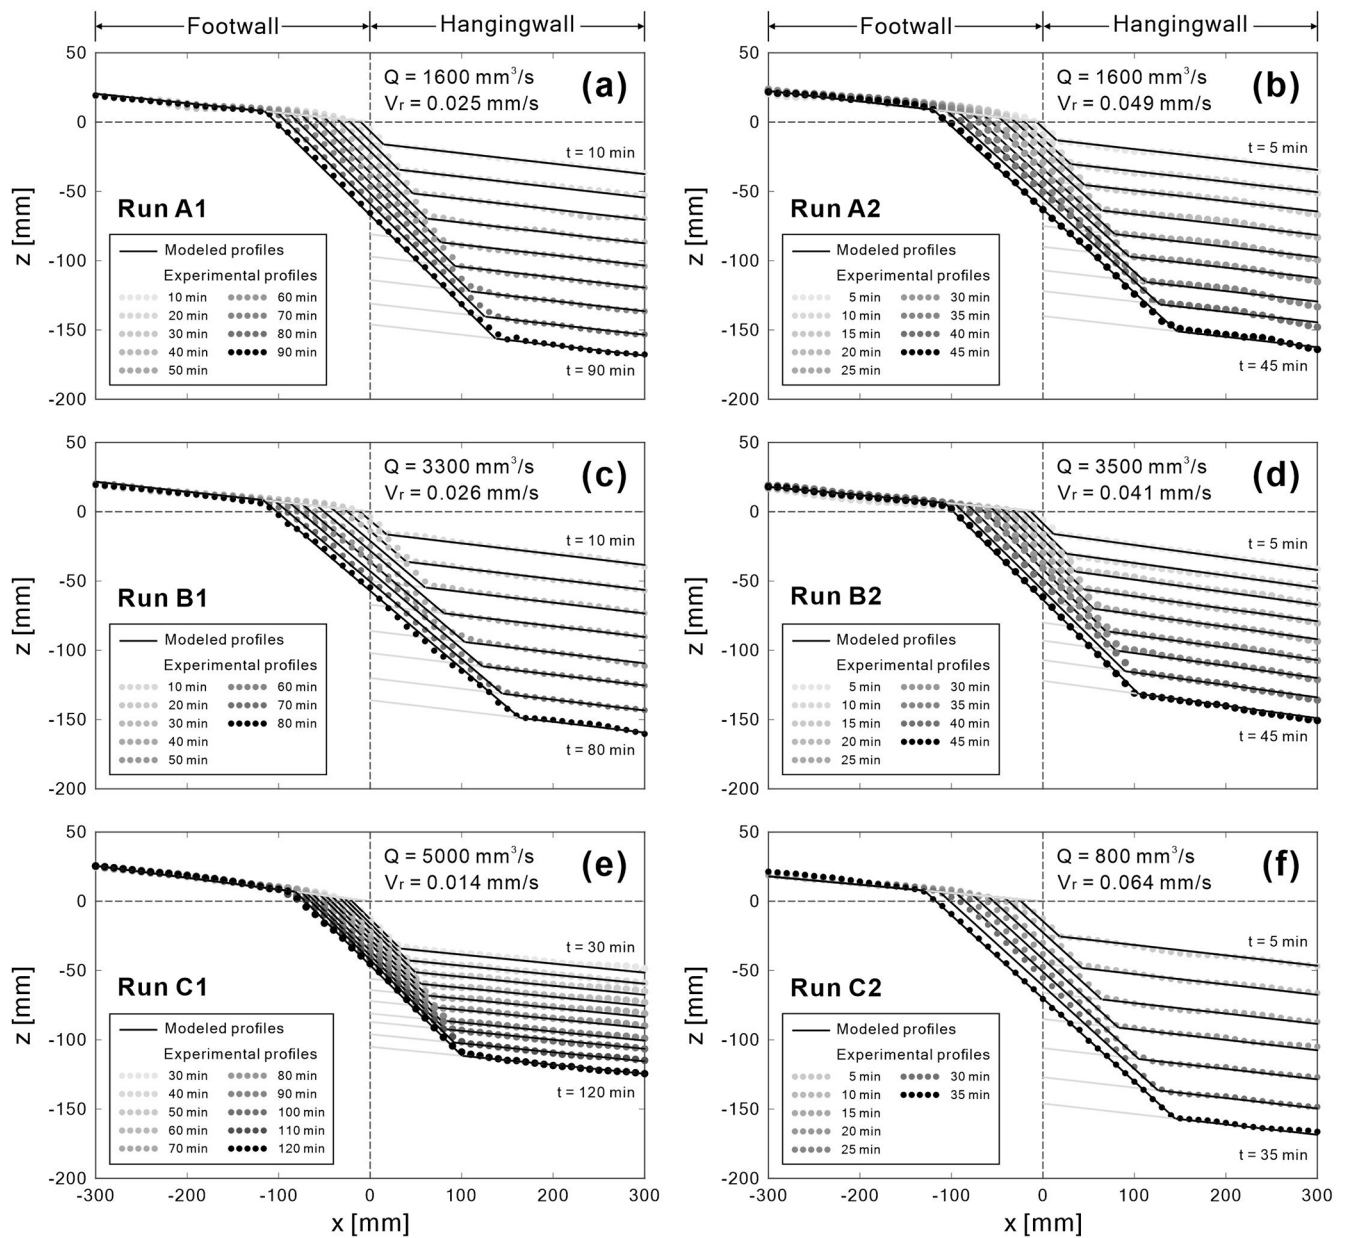 Footwall Hangingwall Footwall Hangingwall
50
0
-50
-100
-150
-200
z [mm]
Q = 1600 mm³/s
Vr = 0.025 mm/s
(a)
t = 10 min
Run A1
Modeled profiles
Experimental profiles
10 min 60 min
20 min 70 min
30 min 80 min
40 min 90 min
50 min
t = 90 min
50
0
-50
-100
-150
-200
z [mm]
Q = 1600 mm³/s
Vr = 0.049 mm/s
(b)
t = 5 min
Run A2
Modeled profiles
Experimental profiles
5 min 30 min
10 min 35 min
15 min 40 min
20 min 45 min
25 min
t = 45 min
50
0
-50
-100
-150
-200
z [mm]
Q = 3300 mm³/s
Vr = 0.026 mm/s
(c)
t = 10 min
Run B1
Modeled profiles
Experimental profiles
10 min 60 min
20 min 70 min
30 min 80 min
40 min
50 min
t = 80 min
50
0
-50
-100
-150
-200
z [mm]
Q = 3500 mm³/s
Vr = 0.041 mm/s
(d)
t = 5 min
Run B2
Modeled profiles
Experimental profiles
5 min 30 min
10 min 35 min
15 min 40 min
20 min 45 min
25 min
t = 45 min
50
0
-50
-100
-150
-200
z [mm]
Q = 5000 mm³/s
Vr = 0.014 mm/s
(e)
t = 30 min
Run C1
Modeled profiles
Experimental profiles
30 min 80 min
40 min 90 min
50 min 100 min
60 min 110 min
70 min 120 min
t = 120 min
-300 -200 -100 0 100 200 300
x [mm]
50
0
-50
-100
-150
-200
z [mm]
Q = 800 mm³/s
Vr = 0.064 mm/s
(f)
t = 5 min
Run C2
Modeled profiles
Experimental profiles
5 min 30 min
10 min 35 min
15 min
20 min
25 min
t = 35 min
-300 -200 -100 0 100 200 300
x [mm]